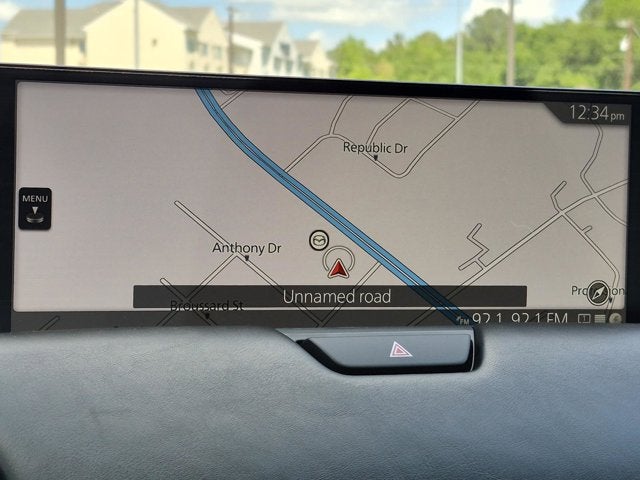 12:34 pm
Republic Dr
MENU
Anthony Dr
Unnamed road
Broussard St
FM 92.1 92.1 FM